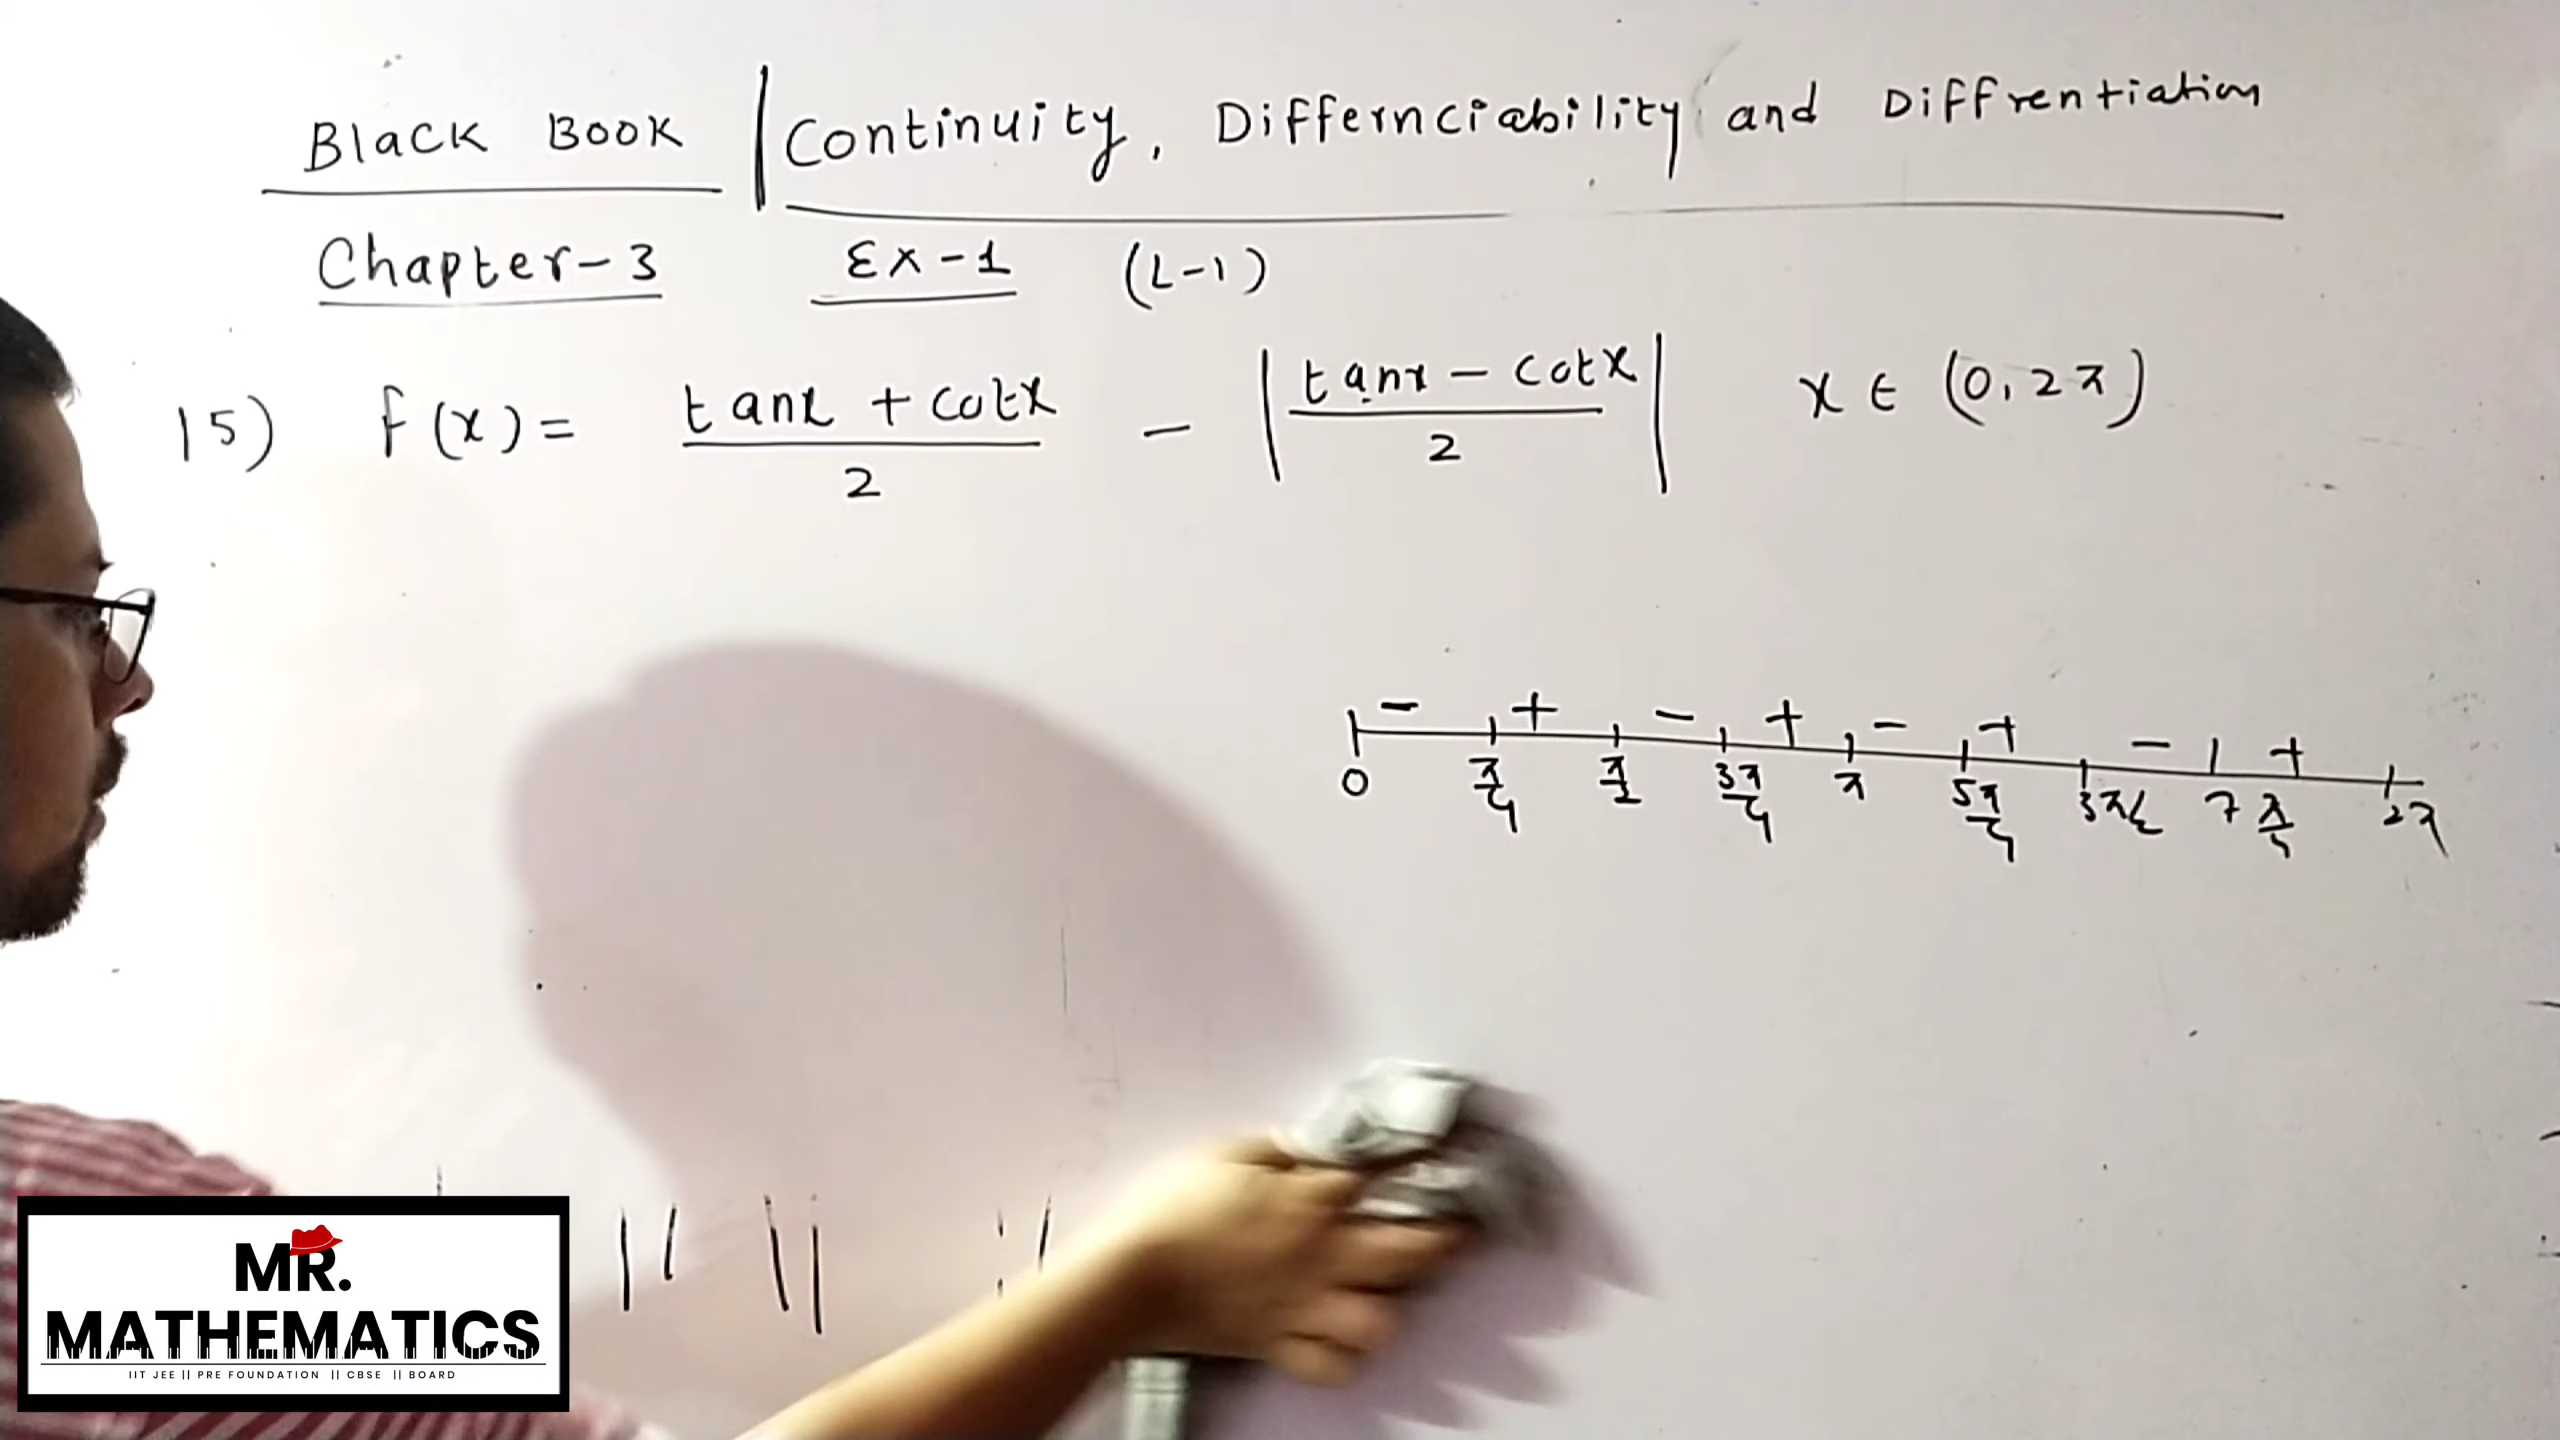 Black Book | Continuity, Differnciability and Diffrentiation
Chapter-3 Ex-1 (L-1)
15) f(x) = (tanx + cotx)/2 - |(tanx - cotx)/2| x ∈ (0, 2π)
- + - + - + - +
0 π/4 π/2 3π/4 π 5π/4 3π/2 7π/4 2π
MR.
MATHEMATICS
IIT JEE || PRE FOUNDATION || CBSE || BOARD